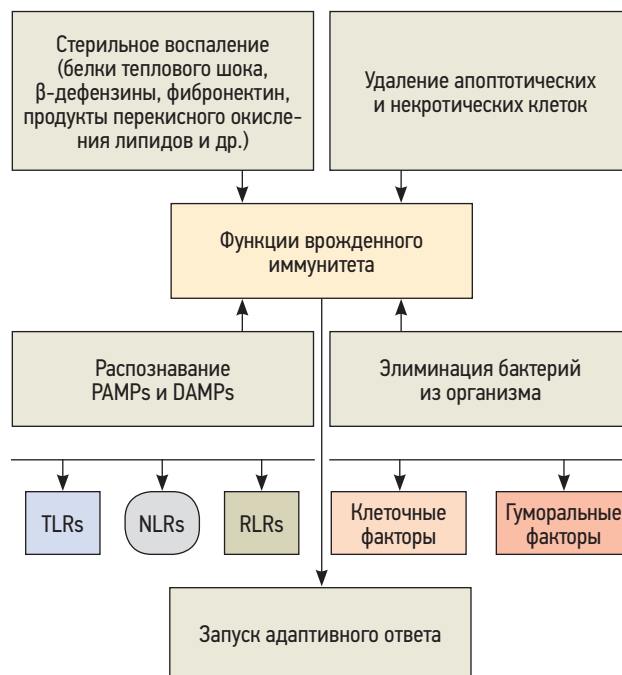 Стерильное воспаление
(белки теплового шока,
β-дефензины, фибронектин,
продукты перекисного окисле-
ния липидов и др.)
Удаление апоптотических
и некротических клеток
Функции врожденного
иммунитета
Распознавание
PAMPs и DAMPs
Элиминация бактерий
из организма
TLRs
NLRs
RLRs
Клеточные
факторы
Гуморальные
факторы
Запуск адаптивного ответа